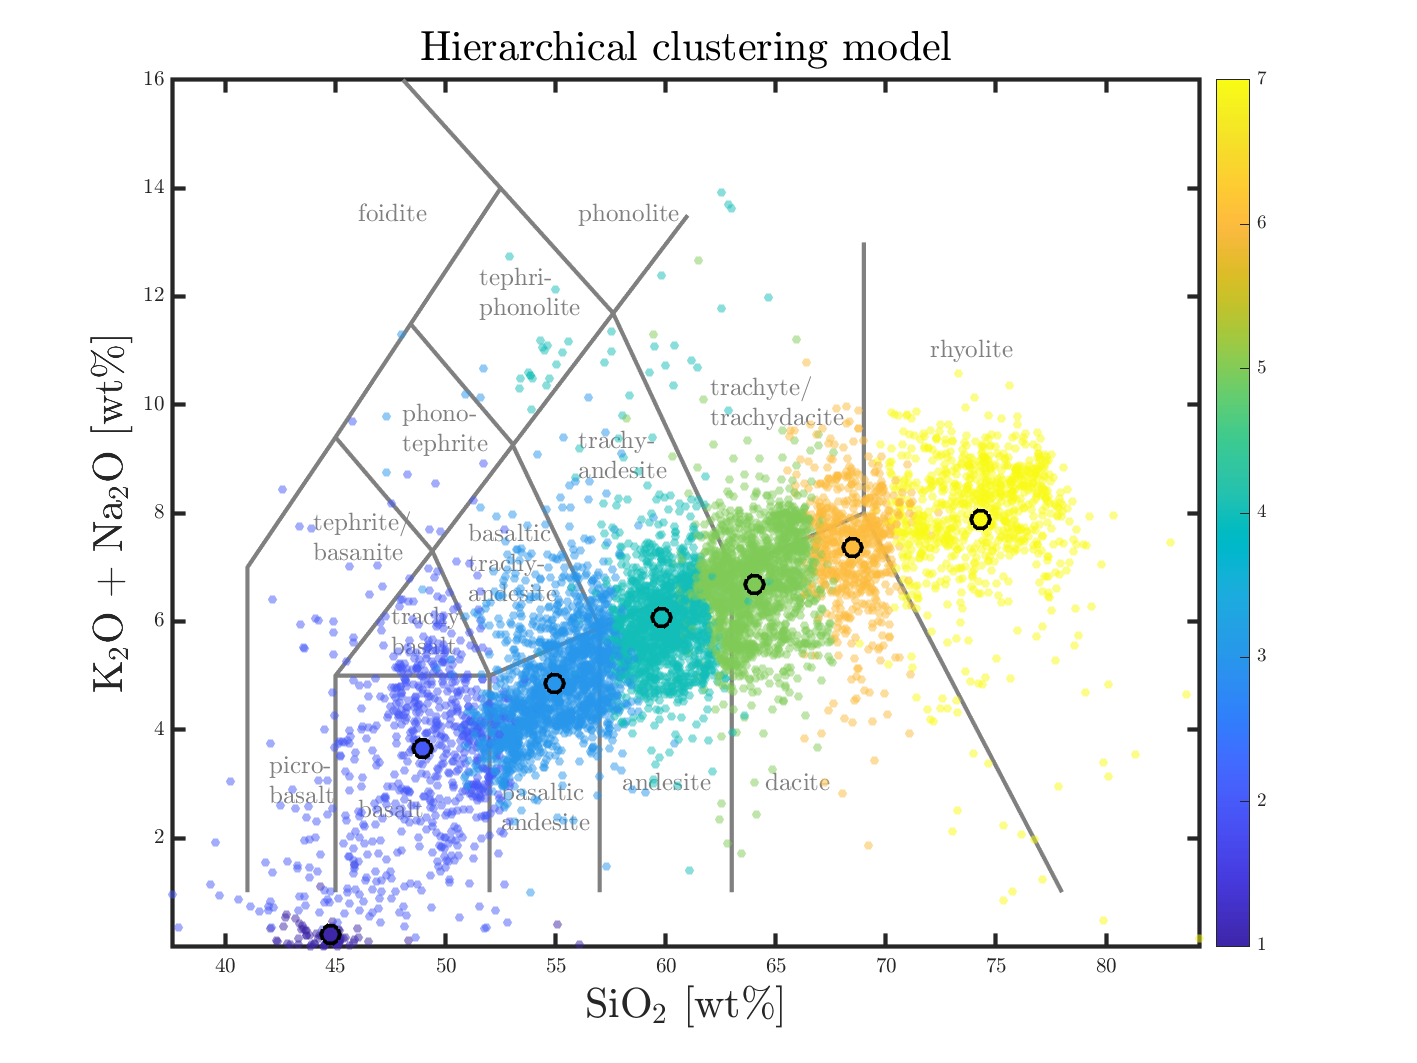 Hierarchical clustering model
16
14
12
10
8
6
4
2
K₂O + Na₂O [wt%]
foidite
phonolite
tephri-
phonolite
rhyolite
trachyte/
trachydacite
phono-
tephrite
trachy-
andesite
tephrite/
basanite
basaltic
trachy-
andesite
trachy
basalt
picro-
basalt
basalt
basaltic
andesite
andesite
dacite
40 45 50 55 60 65 70 75 80
SiO₂ [wt%]
7
6
5
4
3
2
1